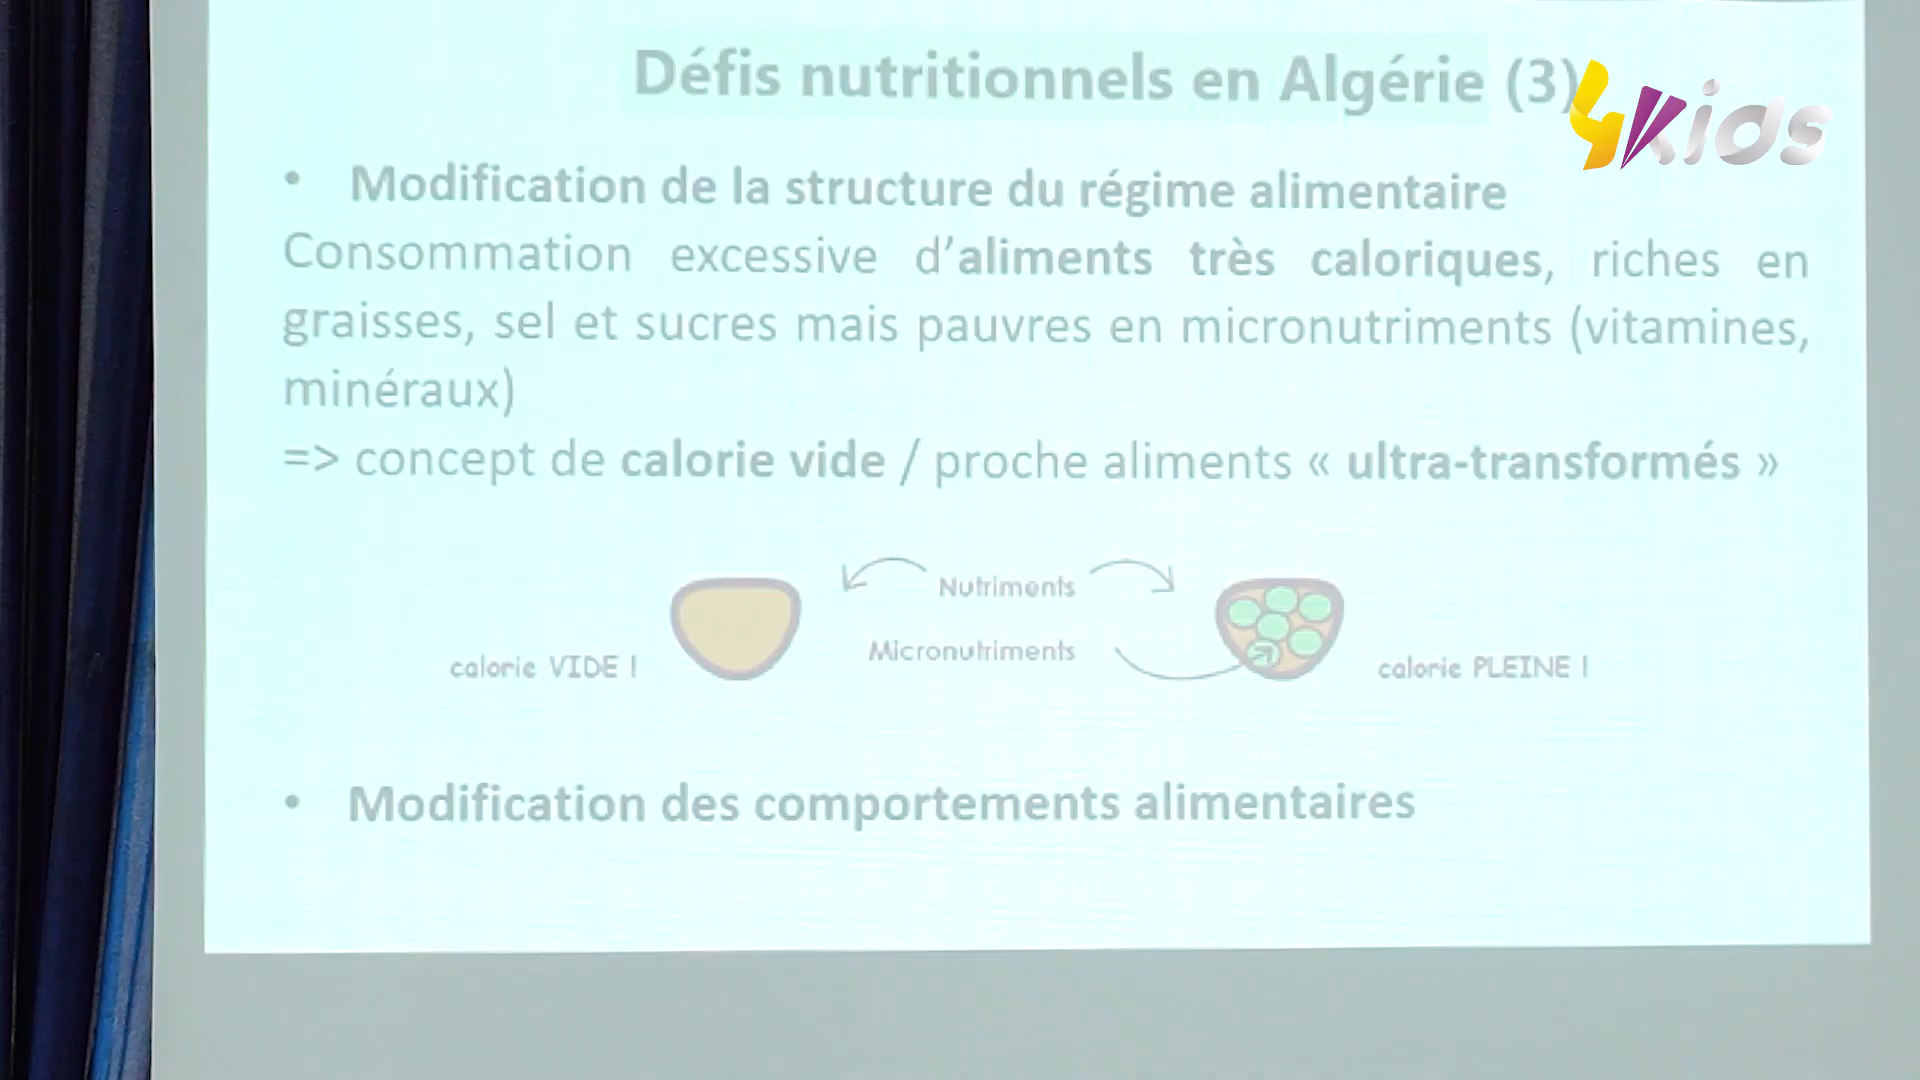 Défis nutritionnels en Algérie (3)
4Kids
• Modification de la structure du régime alimentaire
Consommation excessive d’aliments très caloriques, riches en
graisses, sel et sucres mais pauvres en micronutriments (vitamines,
minéraux)
=> concept de calorie vide / proche aliments « ultra-transformés »
Nutriments
Micronutriments
calorie VIDE !
calorie PLEINE !
• Modification des comportements alimentaires